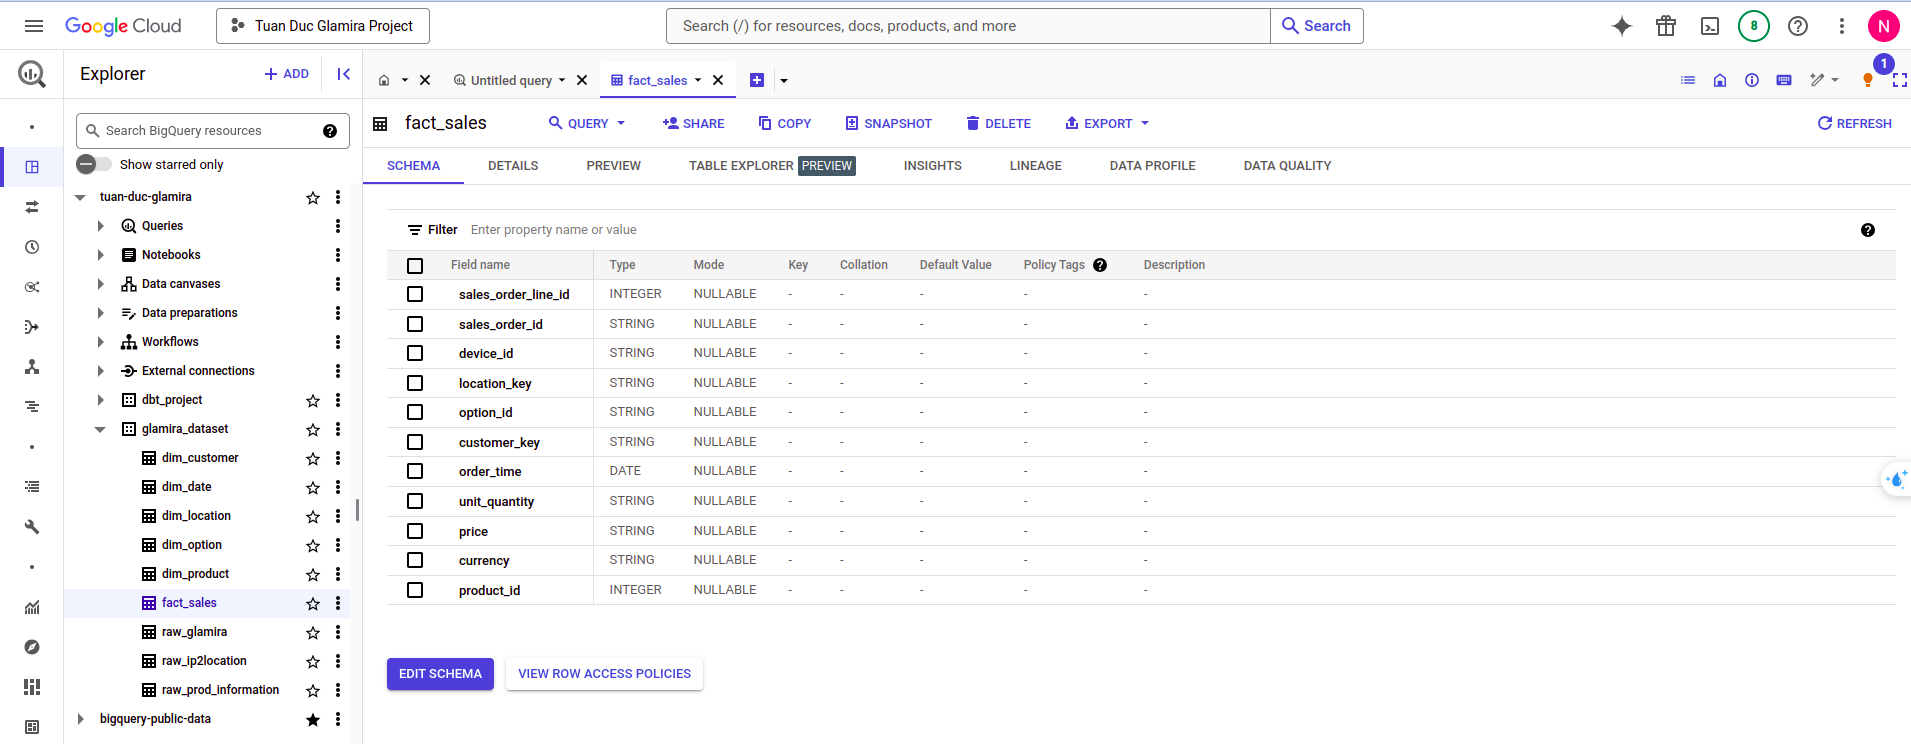 Google Cloud
Tuan Duc Glamira Project
Search (/) for resources, docs, products, and more
Search
8
N
Explorer
+ ADD
Untitled query
fact_sales
1
Search BigQuery resources
Show starred only
tuan-duc-glamira
Queries
Notebooks
Data canvases
Data preparations
Workflows
External connections
dbt_project
glamira_dataset
dim_customer
dim_date
dim_location
dim_option
dim_product
fact_sales
raw_glamira
raw_ip2location
raw_prod_information
bigquery-public-data
fact_sales
QUERY
SHARE
COPY
SNAPSHOT
DELETE
EXPORT
REFRESH
SCHEMA
DETAILS
PREVIEW
TABLE EXPLORER PREVIEW
INSIGHTS
LINEAGE
DATA PROFILE
DATA QUALITY
Filter Enter property name or value
Field name Type Mode Key Collation Default Value Policy Tags Description
sales_order_line_id INTEGER NULLABLE - - - - -
sales_order_id STRING NULLABLE - - - - -
device_id STRING NULLABLE - - - - -
location_key STRING NULLABLE - - - - -
option_id STRING NULLABLE - - - - -
customer_key STRING NULLABLE - - - - -
order_time DATE NULLABLE - - - - -
unit_quantity STRING NULLABLE - - - - -
price STRING NULLABLE - - - - -
currency STRING NULLABLE - - - - -
product_id INTEGER NULLABLE - - - - -
EDIT SCHEMA
VIEW ROW ACCESS POLICIES